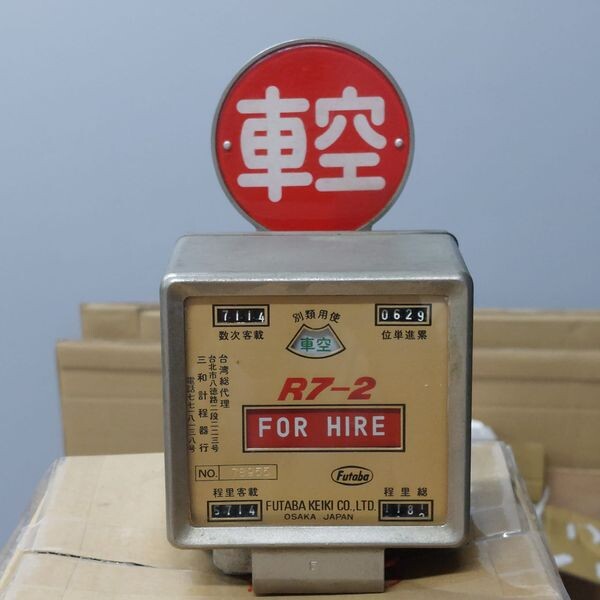 空車
7114
載客次数
使用類別
空車
0629
累進単位
R7-2
FOR HIRE
台湾総代理
台北市八徳路二段二二三号
三和計程器行
電話七七二八一三八号
NO.
Futaba
載客里程
総里程
FUTABA KEIKI CO.,LTD.
OSAKA JAPAN
F